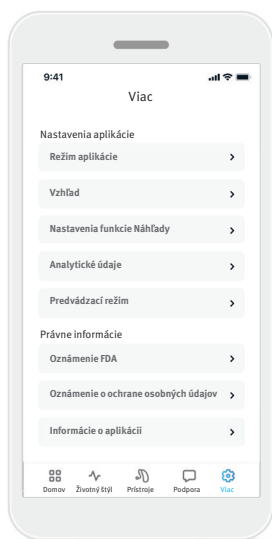 9:41
Viac
Nastavenia aplikácie
Režim aplikácie
Vzhľad
Nastavenia funkcie Náhľady
Analytické údaje
Predvádzací režim
Právne informácie
Oznámenie FDA
Oznámenie o ochrane osobných údajov
Informácie o aplikácii
Domov Životný štýl Prístroje Podpora Viac